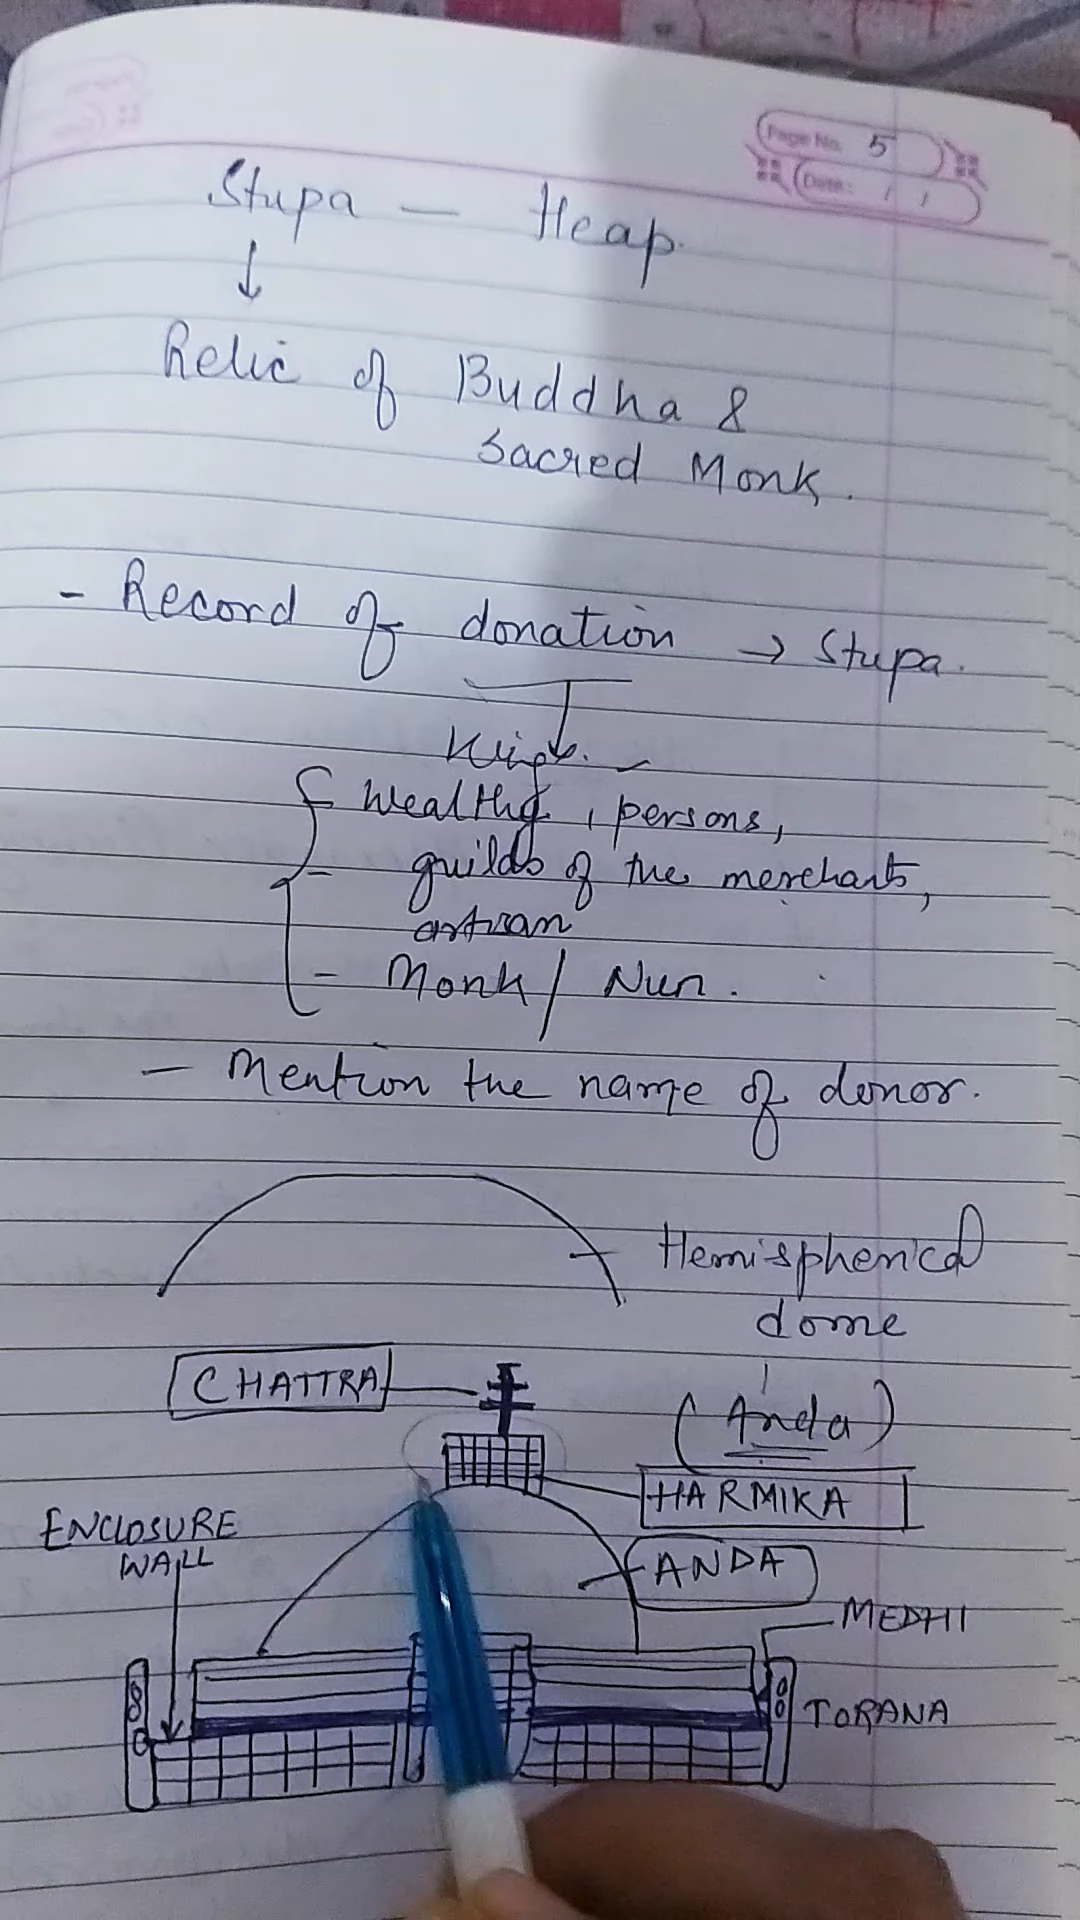 Page No. 5
Date: / /
Stupa — Heap.
↓
Relic of Buddha &
Sacred Monk.
- Record of donation → Stupa.
Kings.
Wealthy, persons,
- guilds of the merchants,
artisan
- Monk/ Nun.
- Mention the name of donor.
Hemispherical
dome
(Anda)
CHATTRA
HARMIKA
ENCLOSURE
WALL
ANDA
MEDHI
TORANA